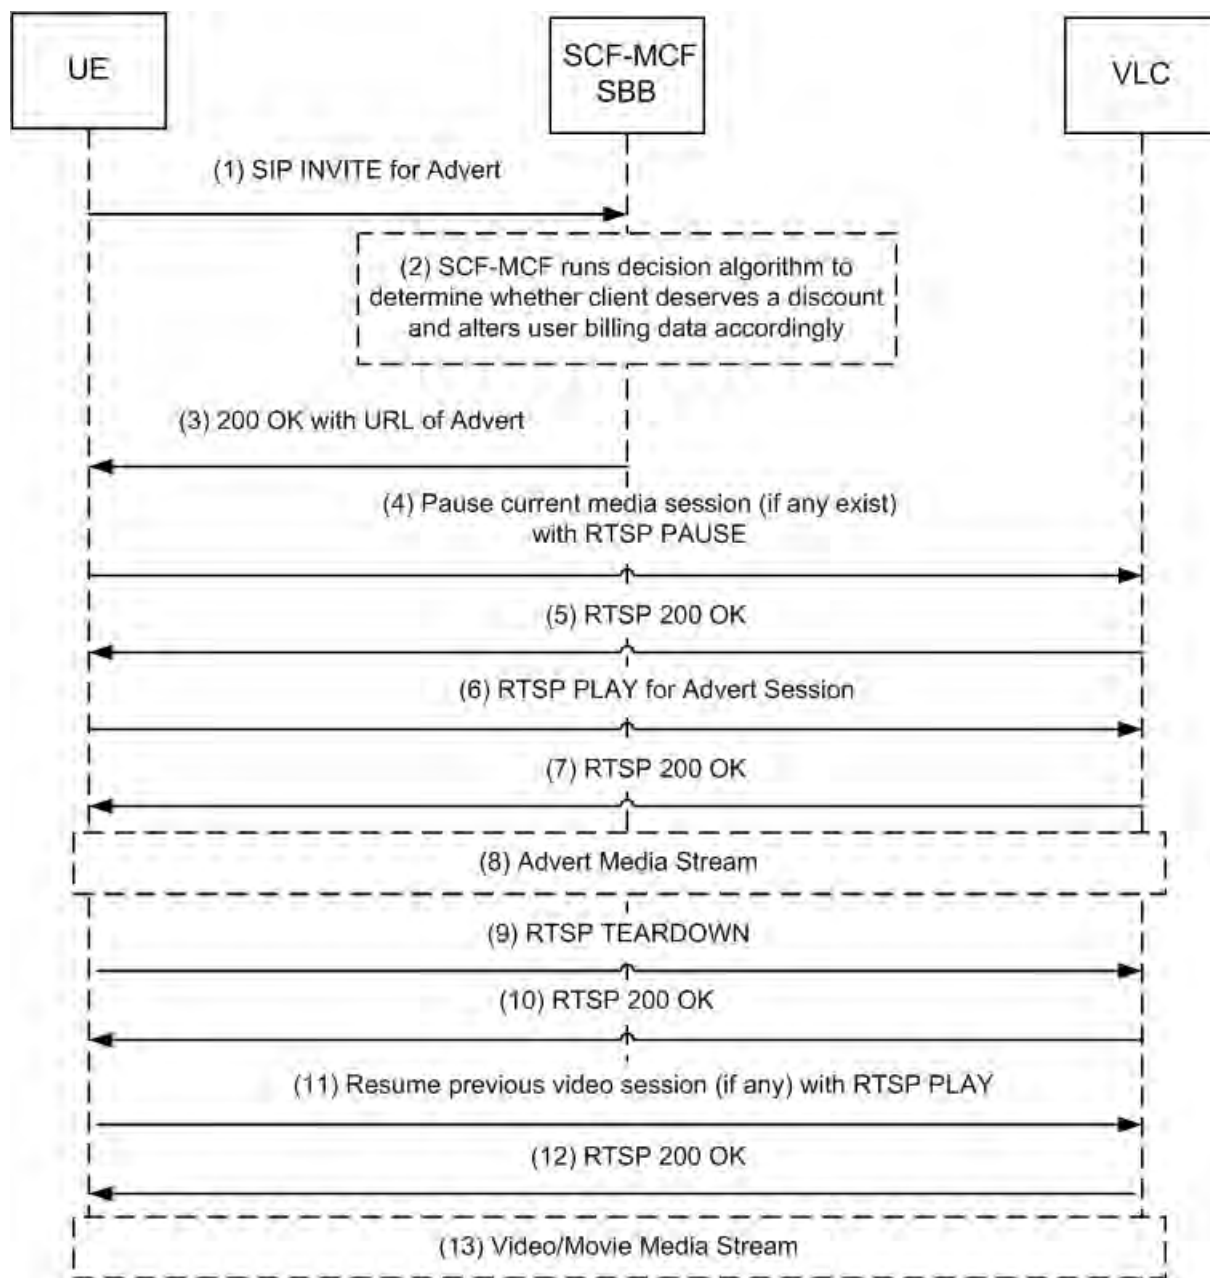 UE
SCF-MCF
SBB
VLC
(1) SIP INVITE for Advert
(2) SCF-MCF runs decision algorithm to
determine whether client deserves a discount
and alters user billing data accordingly
(3) 200 OK with URL of Advert
(4) Pause current media session (if any exist)
with RTSP PAUSE
(5) RTSP 200 OK
(6) RTSP PLAY for Advert Session
(7) RTSP 200 OK
(8) Advert Media Stream
(9) RTSP TEARDOWN
(10) RTSP 200 OK
(11) Resume previous video session (if any) with RTSP PLAY
(12) RTSP 200 OK
(13) Video/Movie Media Stream